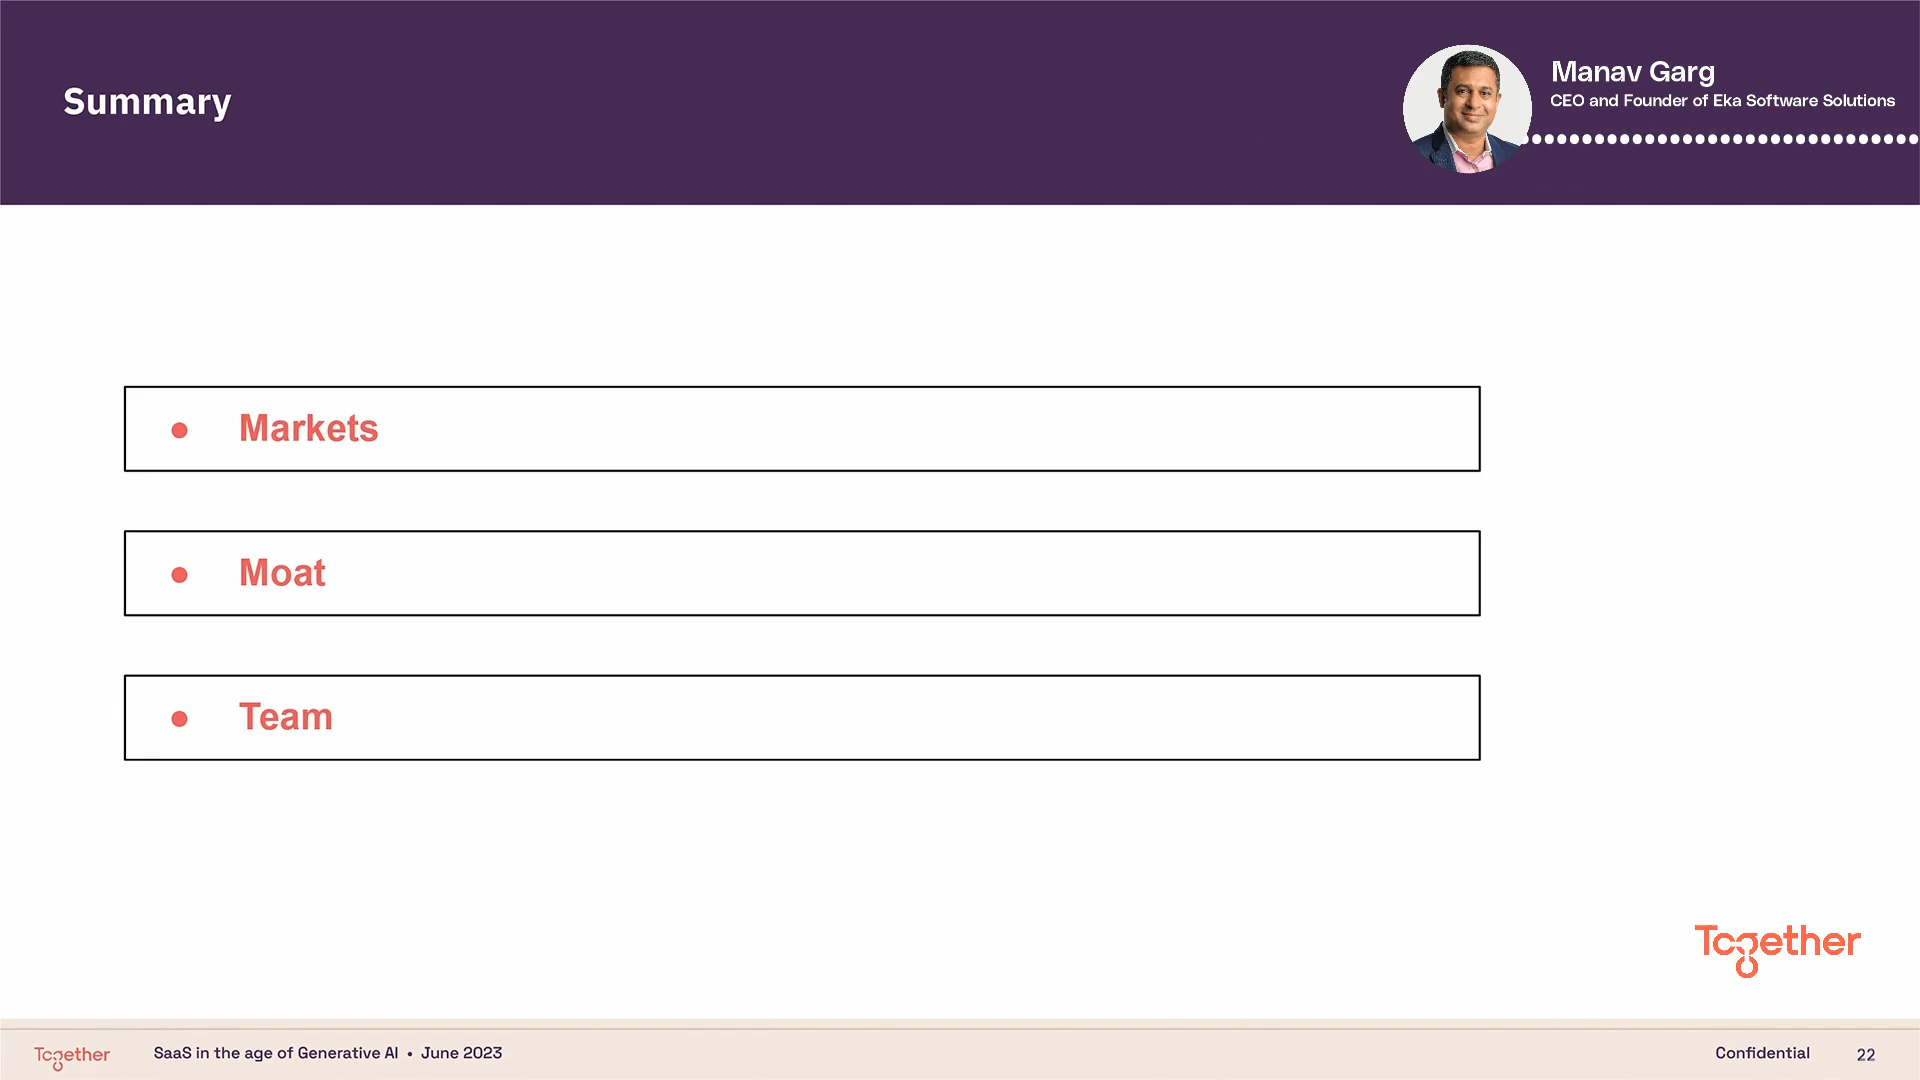 Summary
Manav Garg
CEO and Founder of Eka Software Solutions
• Markets
• Moat
• Team
Together
Together
SaaS in the age of Generative AI • June 2023
Confidential
22